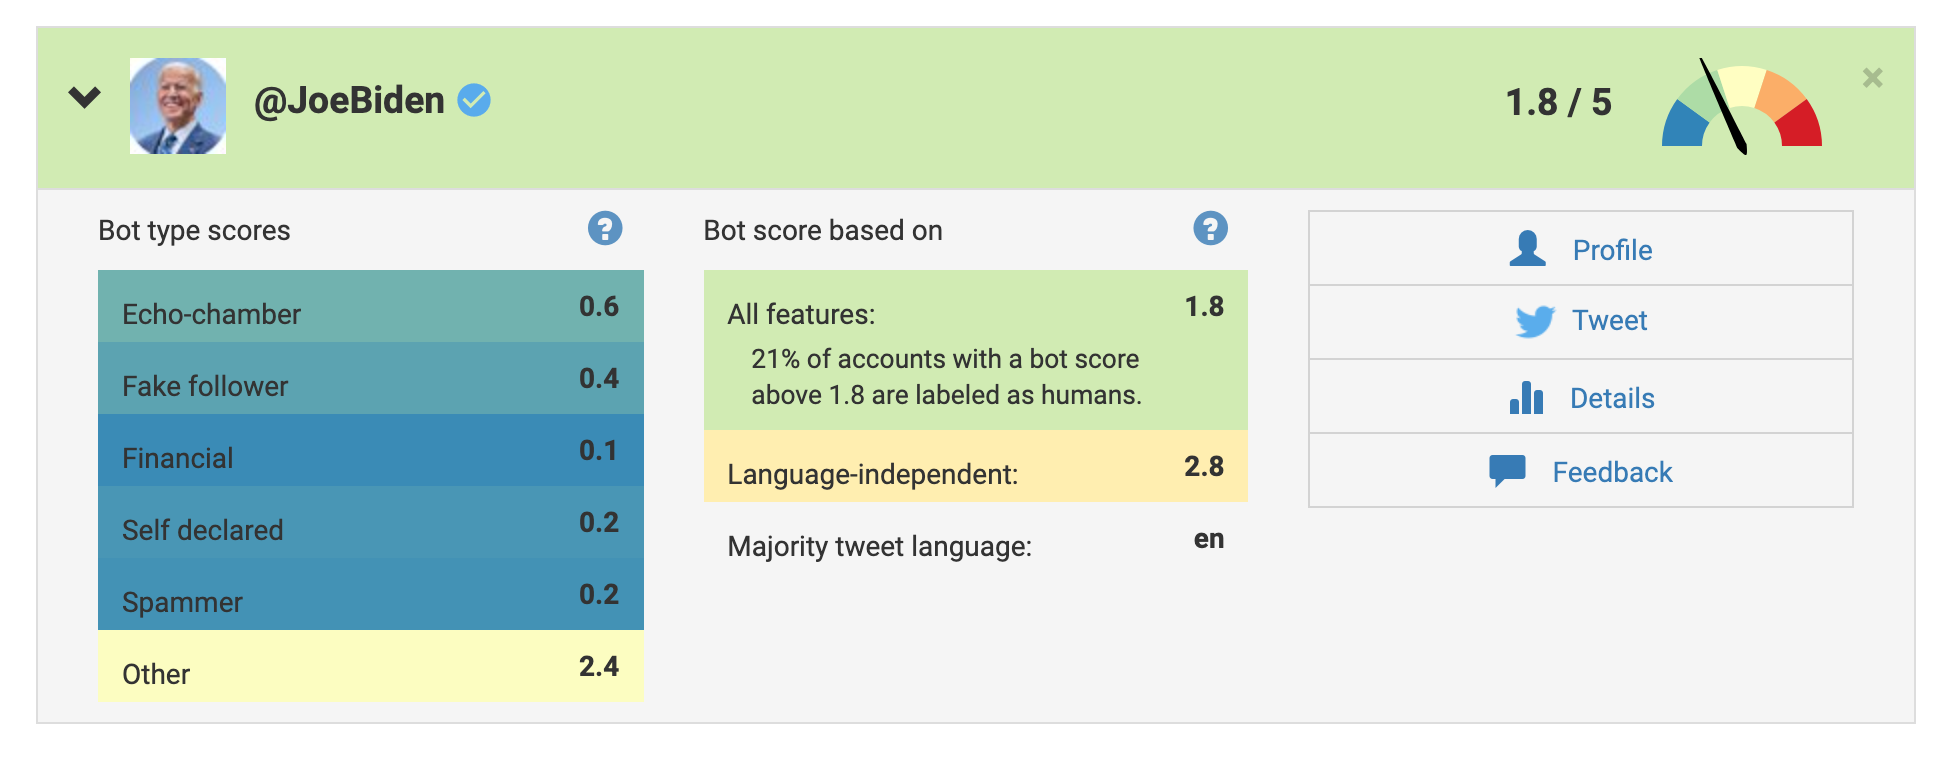 @JoeBiden
1.8 / 5
×
Bot type scores
?
Echo-chamber 0.6
Fake follower 0.4
Financial 0.1
Self declared 0.2
Spammer 0.2
Other 2.4
Bot score based on
?
All features: 1.8
21% of accounts with a bot score
above 1.8 are labeled as humans.
Language-independent: 2.8
Majority tweet language: en
Profile
Tweet
Details
Feedback